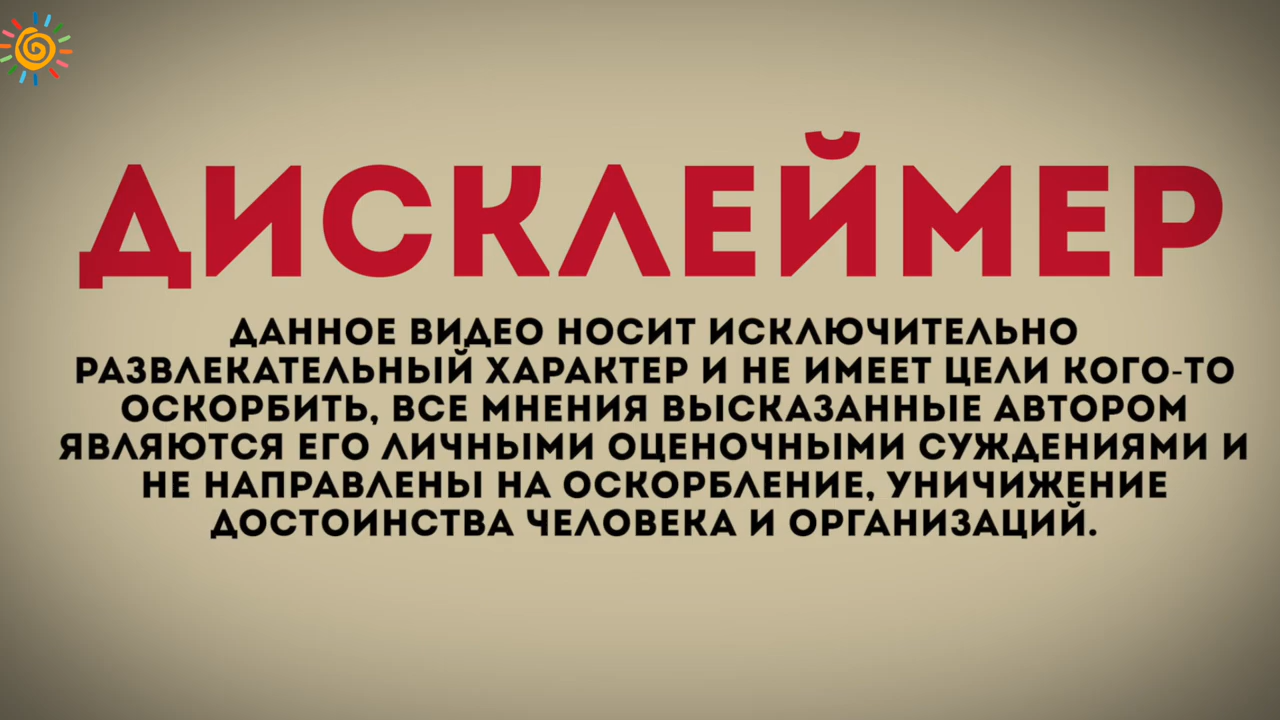 ДИСКЛЕЙМЕР
ДАННОЕ ВИДЕО НОСИТ ИСКЛЮЧИТЕЛЬНО
РАЗВЛЕКАТЕЛЬНЫЙ ХАРАКТЕР И НЕ ИМЕЕТ ЦЕЛИ КОГО-ТО
ОСКОРБИТЬ, ВСЕ МНЕНИЯ ВЫСКАЗАННЫЕ АВТОРОМ
ЯВЛЯЮТСЯ ЕГО ЛИЧНЫМИ ОЦЕНОЧНЫМИ СУЖДЕНИЯМИ И
НЕ НАПРАВЛЕНЫ НА ОСКОРБЛЕНИЕ, УНИЧИЖЕНИЕ
ДОСТОИНСТВА ЧЕЛОВЕКА И ОРГАНИЗАЦИЙ.